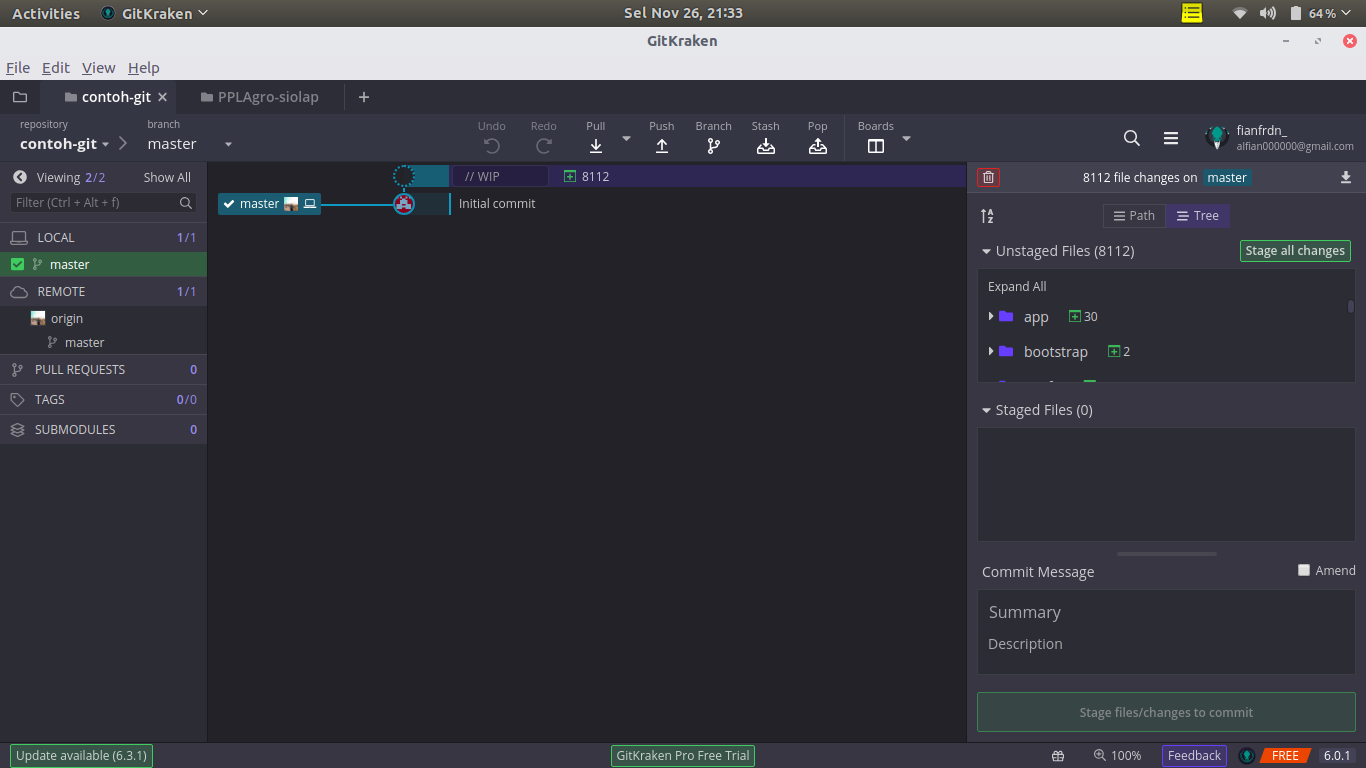 Activities GitKraken Sel Nov 26, 21:33 64%
GitKraken
File Edit View Help
contoh-git PPLAgro-siolap
repository branch Undo Redo Pull Push Branch Stash Pop Boards
contoh-git master
fianfrdn_
alfian000000@gmail.com
Viewing 2/2 Show All
Filter (Ctrl + Alt + f)
LOCAL 1/1
master
REMOTE 1/1
origin
master
PULL REQUESTS 0
TAGS 0/0
SUBMODULES 0
// WIP 8112
master Initial commit
8112 file changes on master
Path Tree
Unstaged Files (8112) Stage all changes
Expand All
app 30
bootstrap 2
Staged Files (0)
Commit Message Amend
Summary
Description
Stage files/changes to commit
Update available (6.3.1) GitKraken Pro Free Trial 100% Feedback FREE 6.0.1